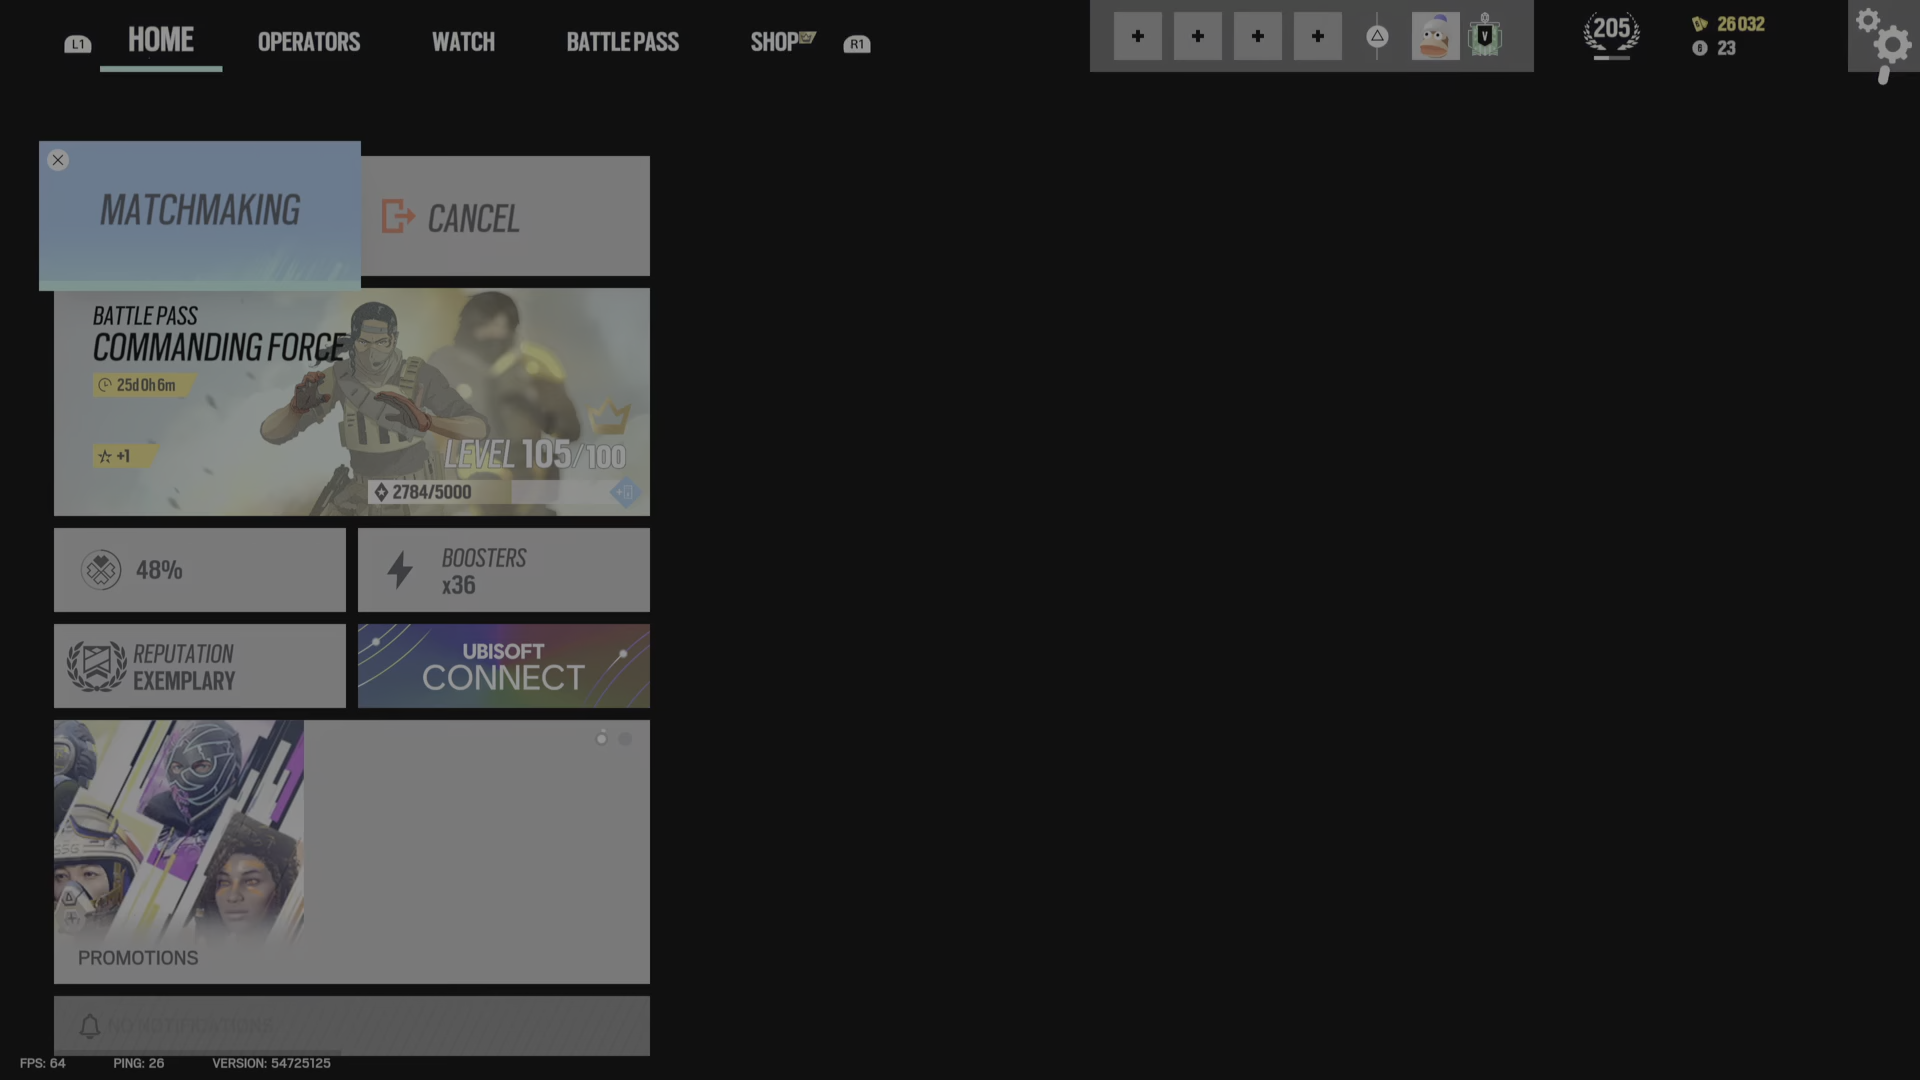 L1
HOME
OPERATORS
WATCH
BATTLE PASS
SHOP
R1
205
26 032
23
MATCHMAKING
CANCEL
BATTLE PASS
COMMANDING FORCE
25d 0h 6m
+1
LEVEL 105/100
2784/5000
48%
BOOSTERS
x36
REPUTATION
EXEMPLARY
UBISOFT
CONNECT
PROMOTIONS
NO NOTIFICATIONS
FPS: 64
PING: 26
VERSION: 54725125